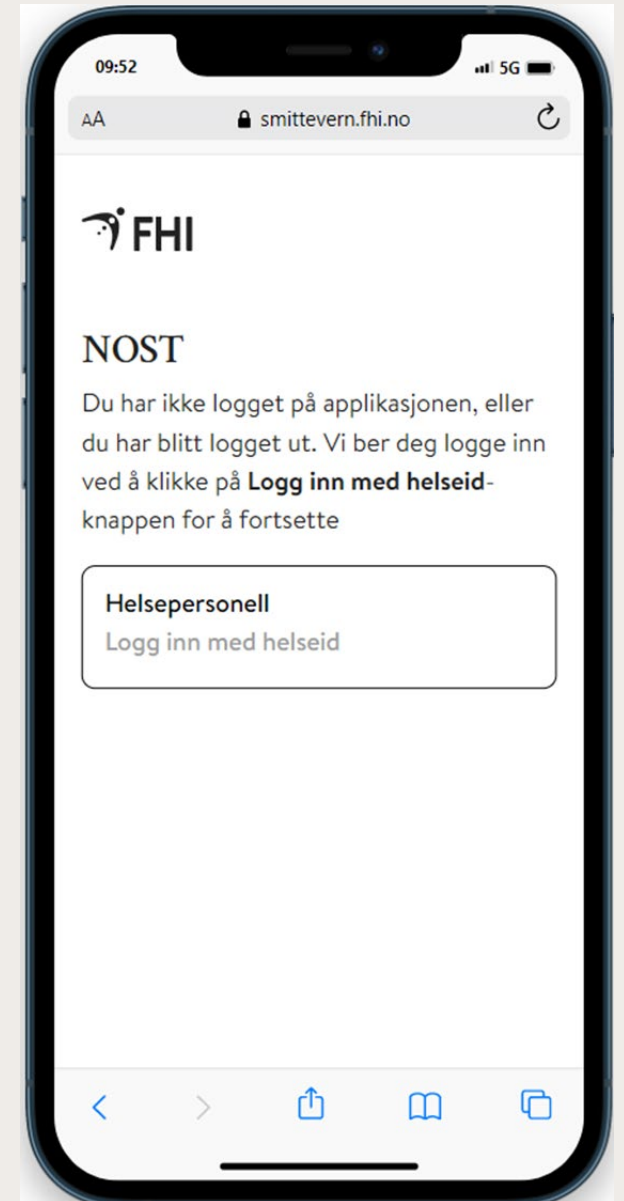 09:52
5G
AA
smittevern.fhi.no
FHI
NOST
Du har ikke logget på applikasjonen, eller
du har blitt logget ut. Vi ber deg logge inn
ved å klikke på Logg inn med helseid-
knappen for å fortsette
Helsepersonell
Logg inn med helseid